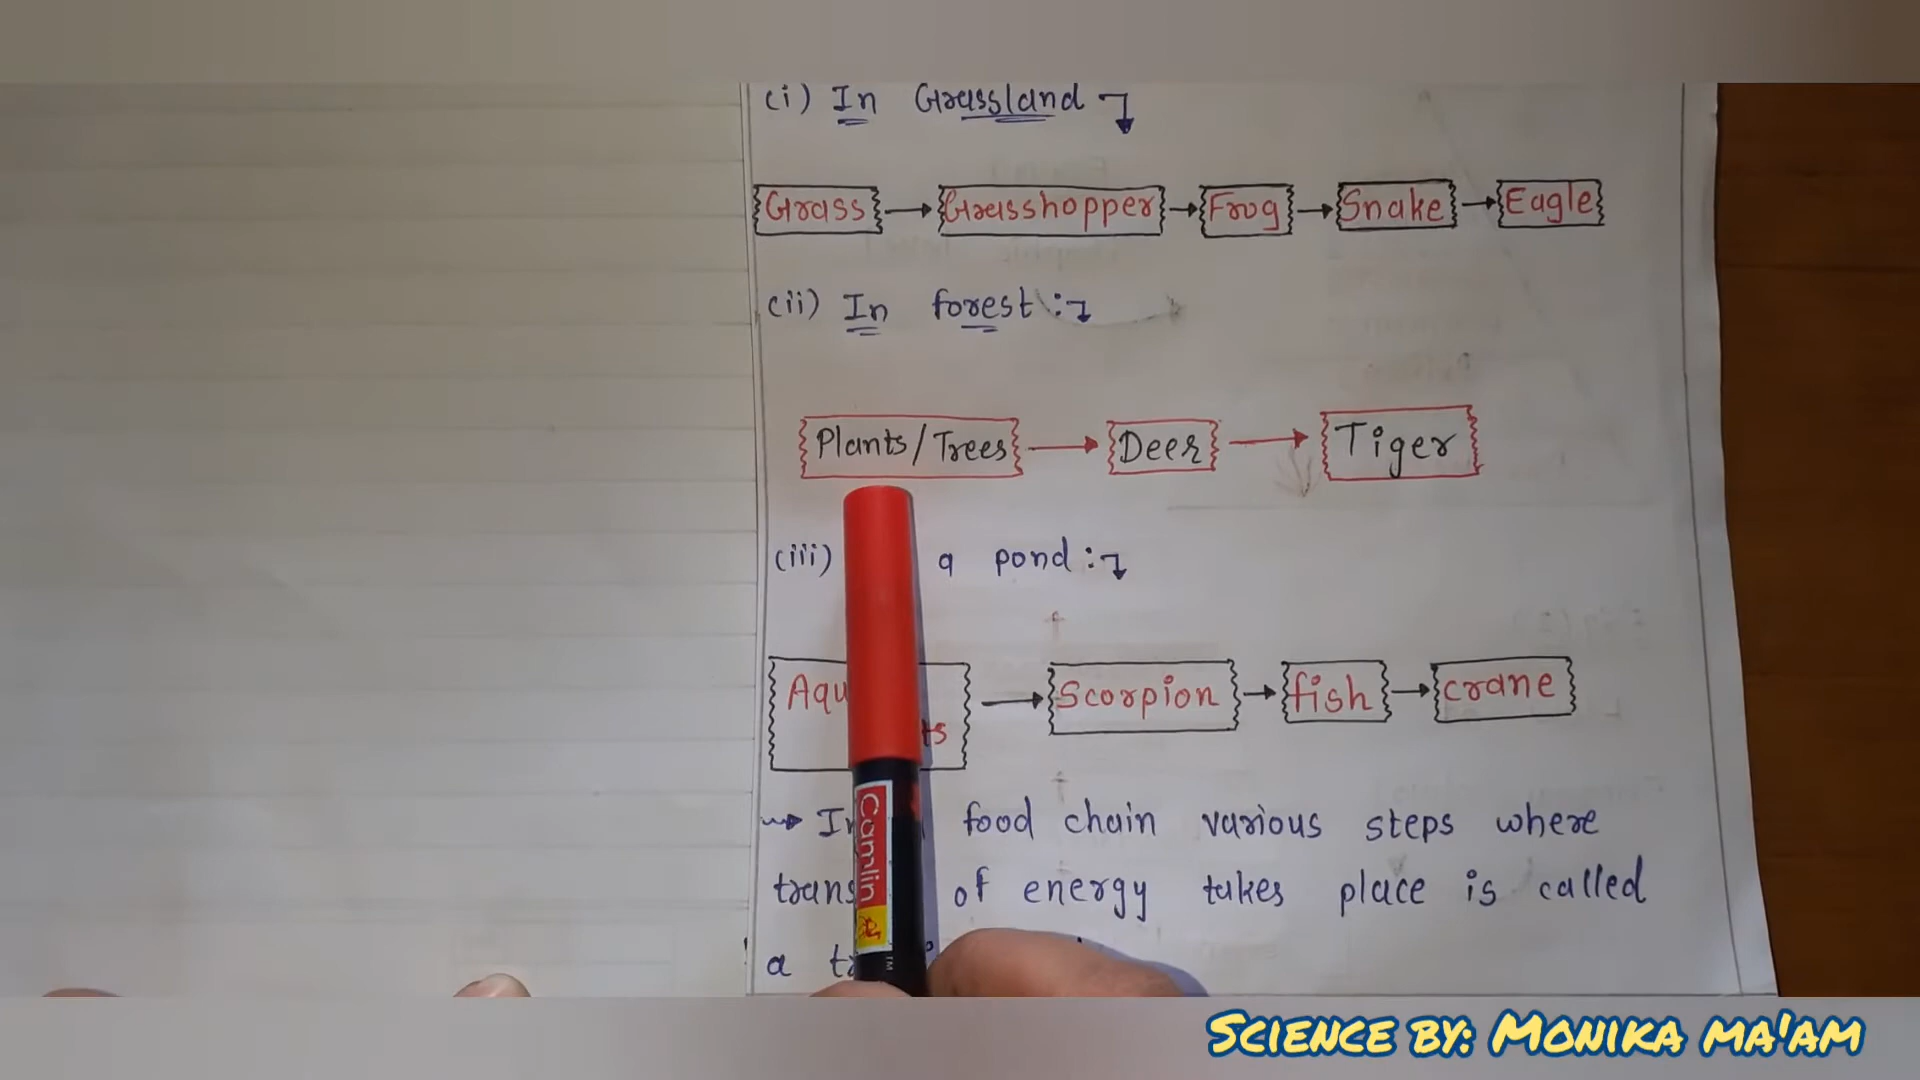 (i) In Grassland
Grass → Grasshopper → Frog → Snake → Eagle
(ii) In forest :
Plants/Trees → Deer → Tiger
(iii) a pond :
Scorpion → fish → crane
food chain various steps where
of energy takes place is called
a
Camlin
TM
SCIENCE BY: MONIKA MA'AM